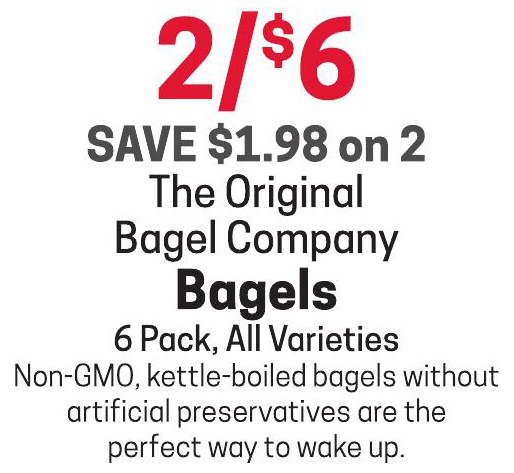 2/$6
SAVE $1.98 on 2
The Original
Bagel Company
Bagels
6 Pack, All Varieties
Non-GMO, kettle-boiled bagels without
artificial preservatives are the
perfect way to wake up.